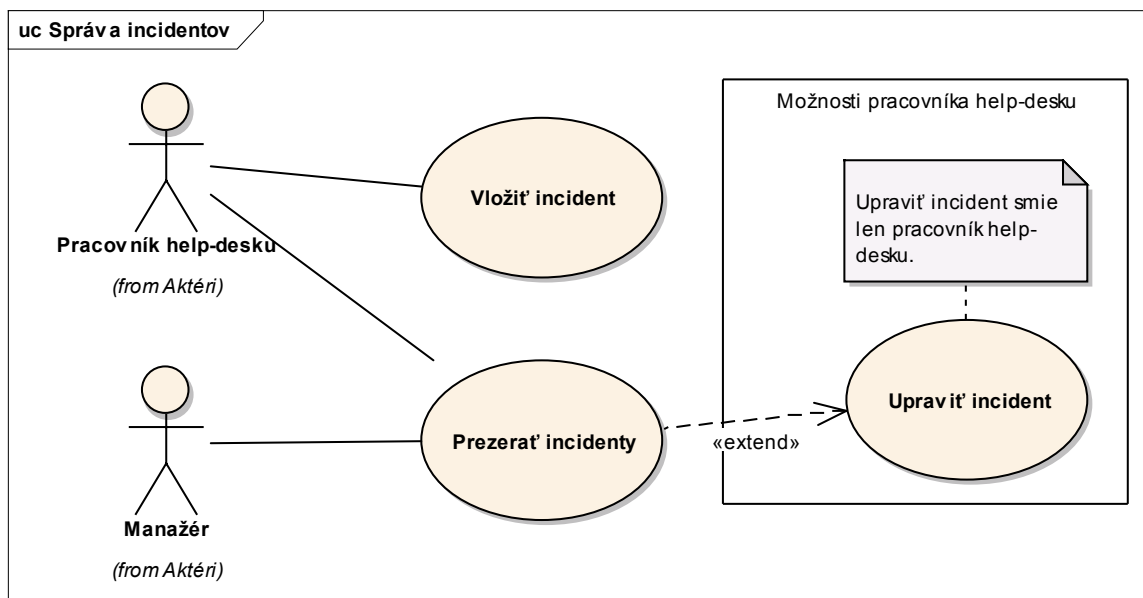 uc Správa incidentov
Možnosti pracovníka help-desku
Upraviť incident smie
len pracovník help-
desku.
Vložiť incident
Pracovník help-desku
(from Aktéri)
Upraviť incident
Prezerať incidenty
«extend»
Manažér
(from Aktéri)